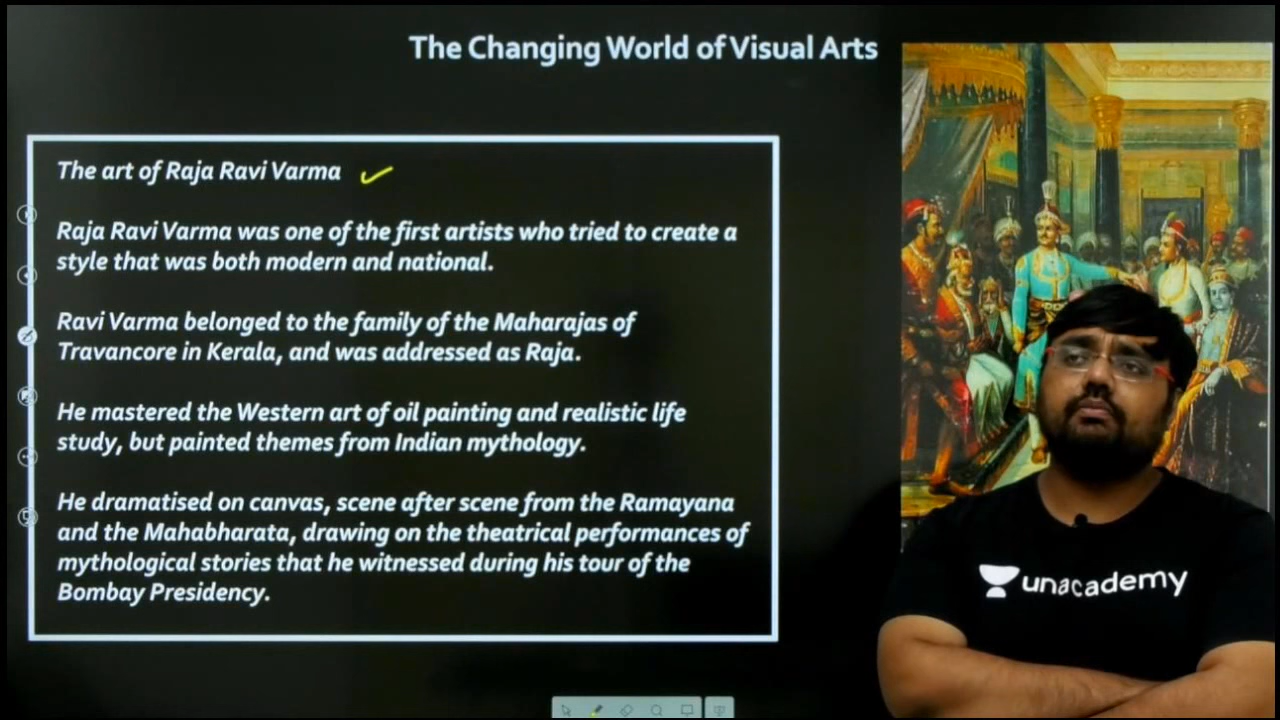 The Changing World of Visual Arts
The art of Raja Ravi Varma
Raja Ravi Varma was one of the first artists who tried to create a
style that was both modern and national.
Ravi Varma belonged to the family of the Maharajas of
Travancore in Kerala, and was addressed as Raja.
He mastered the Western art of oil painting and realistic life
study, but painted themes from Indian mythology.
He dramatised on canvas, scene after scene from the Ramayana
and the Mahabharata, drawing on the theatrical performances of
mythological stories that he witnessed during his tour of the
Bombay Presidency.
unacademy